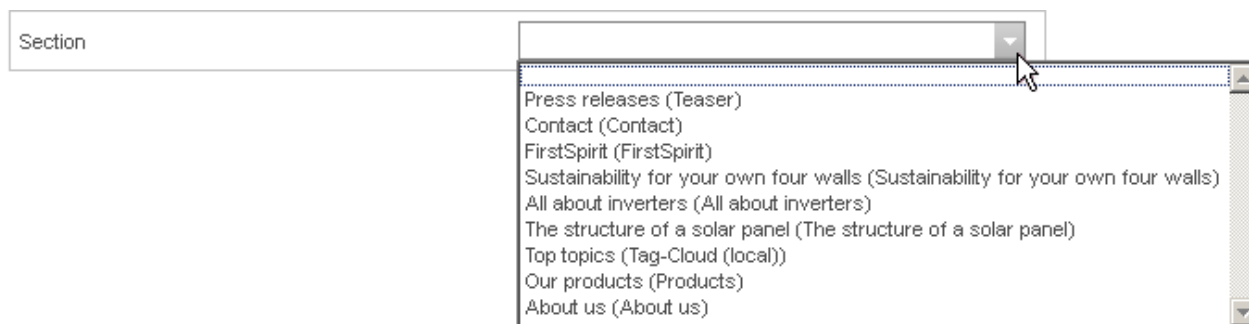 Section
Press releases (Teaser)
Contact (Contact)
FirstSpirit (FirstSpirit)
Sustainability for your own four walls (Sustainability for your own four walls)
All about inverters (All about inverters)
The structure of a solar panel (The structure of a solar panel)
Top topics (Tag-Cloud (local))
Our products (Products)
About us (About us)